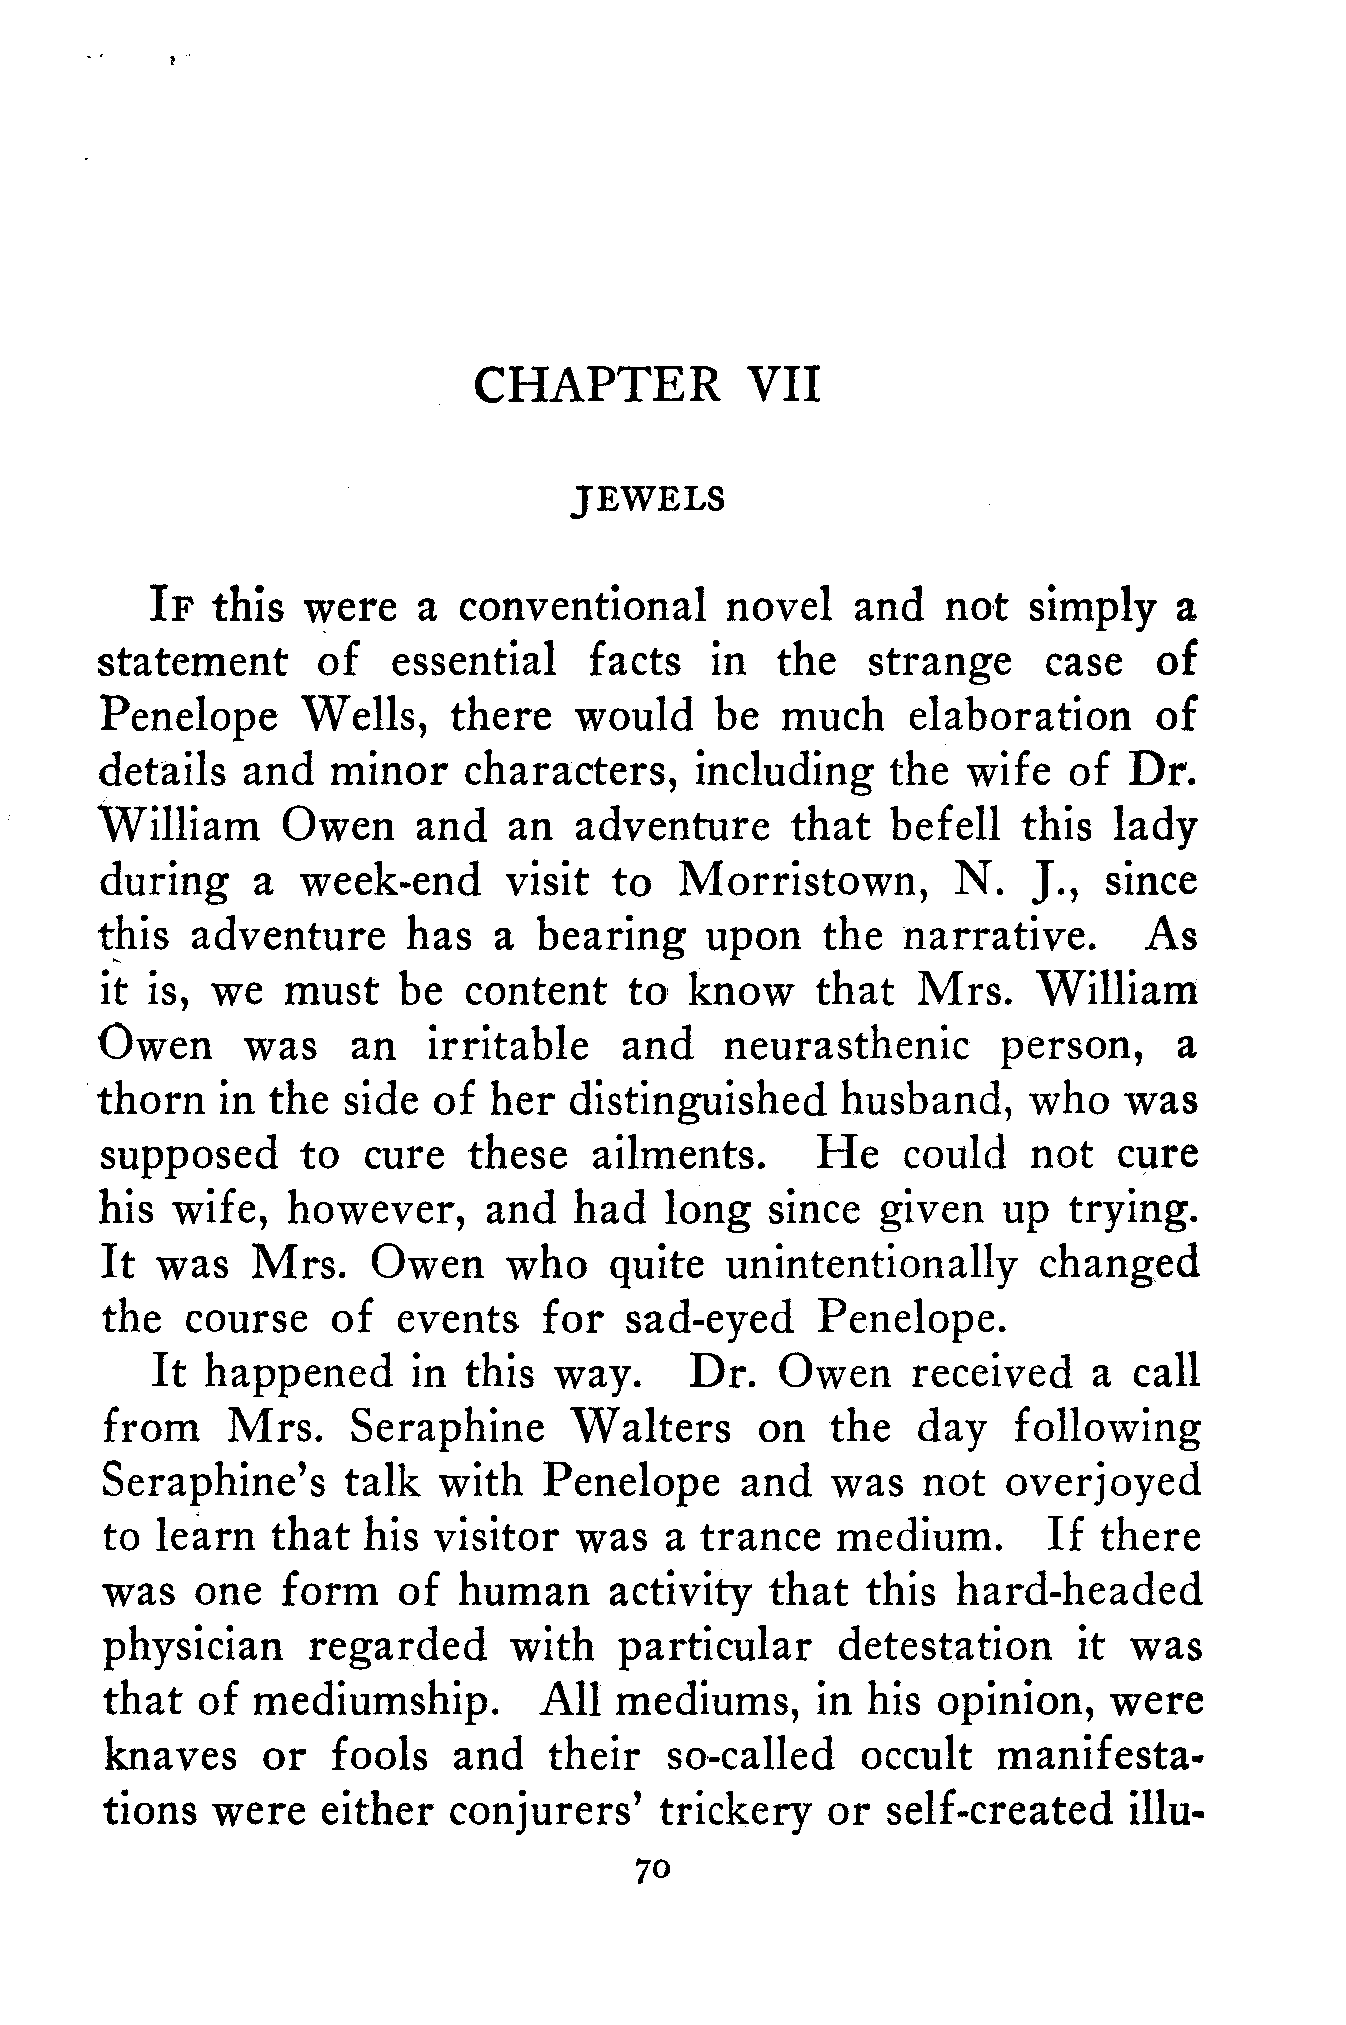 CHAPTER VII
JEWELS
IF this were a conventional novel and not simply a
statement of essential facts in the strange case of
Penelope Wells, there would be much elaboration of
details and minor characters, including the wife of Dr.
William Owen and an adventure that befell this lady
during a week-end visit to Morristown, N. J., since
this adventure has a bearing upon the narrative. As
it is, we must be content to know that Mrs. William
Owen was an irritable and neurasthenic person, a
thorn in the side of her distinguished husband, who was
supposed to cure these ailments. He could not cure
his wife, however, and had long since given up trying.
It was Mrs. Owen who quite unintentionally changed
the course of events for sad-eyed Penelope.
It happened in this way. Dr. Owen received a call
from Mrs. Seraphine Walters on the day following
Seraphine's talk with Penelope and was not overjoyed
to learn that his visitor was a trance medium. If there
was one form of human activity that this hard-headed
physician regarded with particular detestation it was
that of mediumship. All mediums, in his opinion, were
knaves or fools and their so-called occult manifesta-
tions were either conjurers' trickery or self-created illu-
70